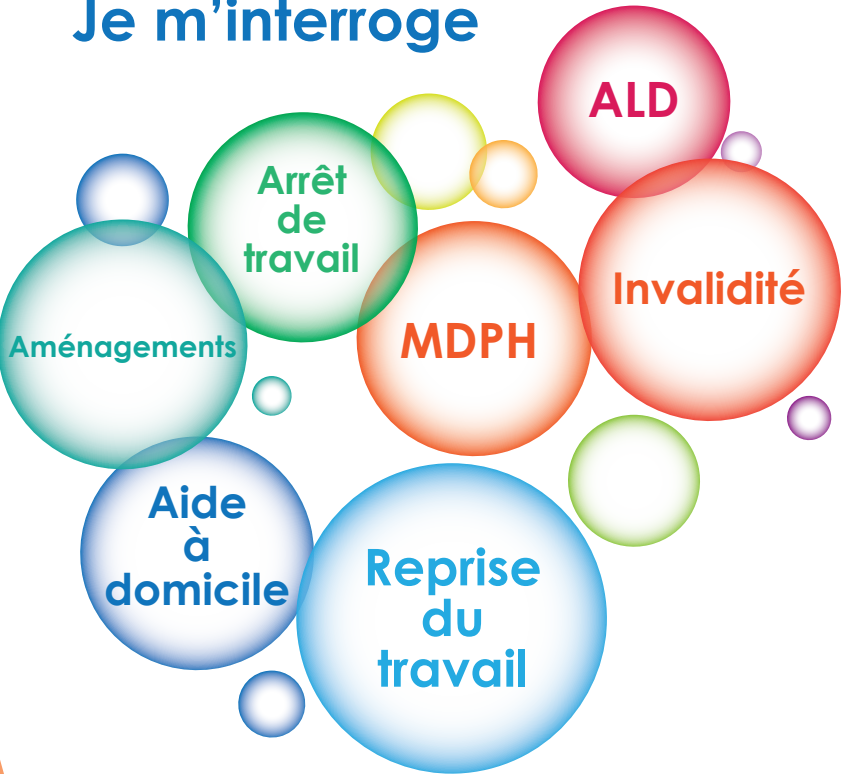 Je m'interroge
ALD
Arrêt
de
travail
Invalidité
MDPH
Aménagements
Aide
à
domicile
Reprise
du
travail